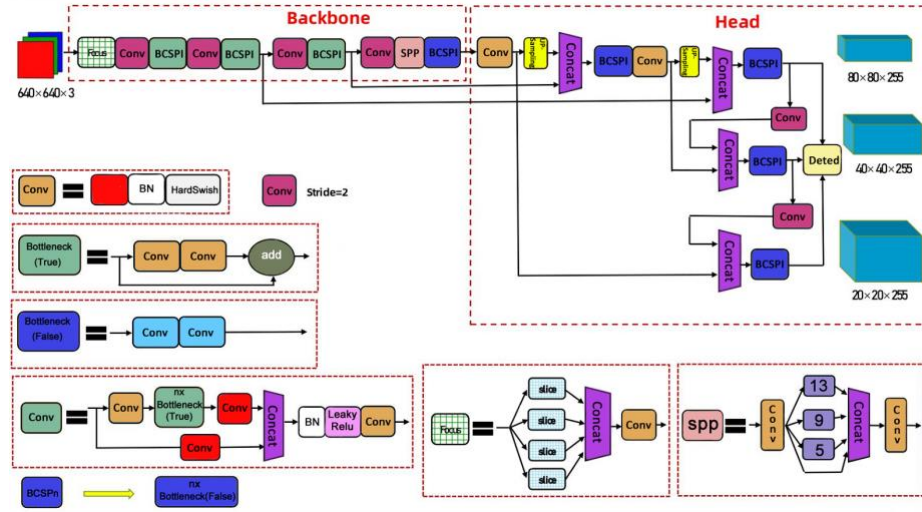 Backbone
Head
640×640×3
Focus
Conv
BCSPI
Conv
BCSPI
Conv
BCSPI
Conv
SPP
BCSPI
Conv
UP-Sampling
Concat
BCSPI
Conv
UP-Sampling
Concat
BCSPI
80×80×255
Conv
Concat
BCSPI
Deted
40×40×255
Conv
Concat
BCSPI
20×20×255
Conv
BN
HardSwish
Conv
Stride=2
Bottleneck
(True)
Conv
Conv
add
Bottleneck
(False)
Conv
Conv
Conv
Conv
nx
Bottleneck
(True)
Conv
Conv
Concat
BN
Leaky
Relu
Conv
BCSPn
nx
Bottleneck(False)
Focus
slice
slice
slice
slice
Concat
Conv
spp
Conv
13
9
5
Concat
Conv